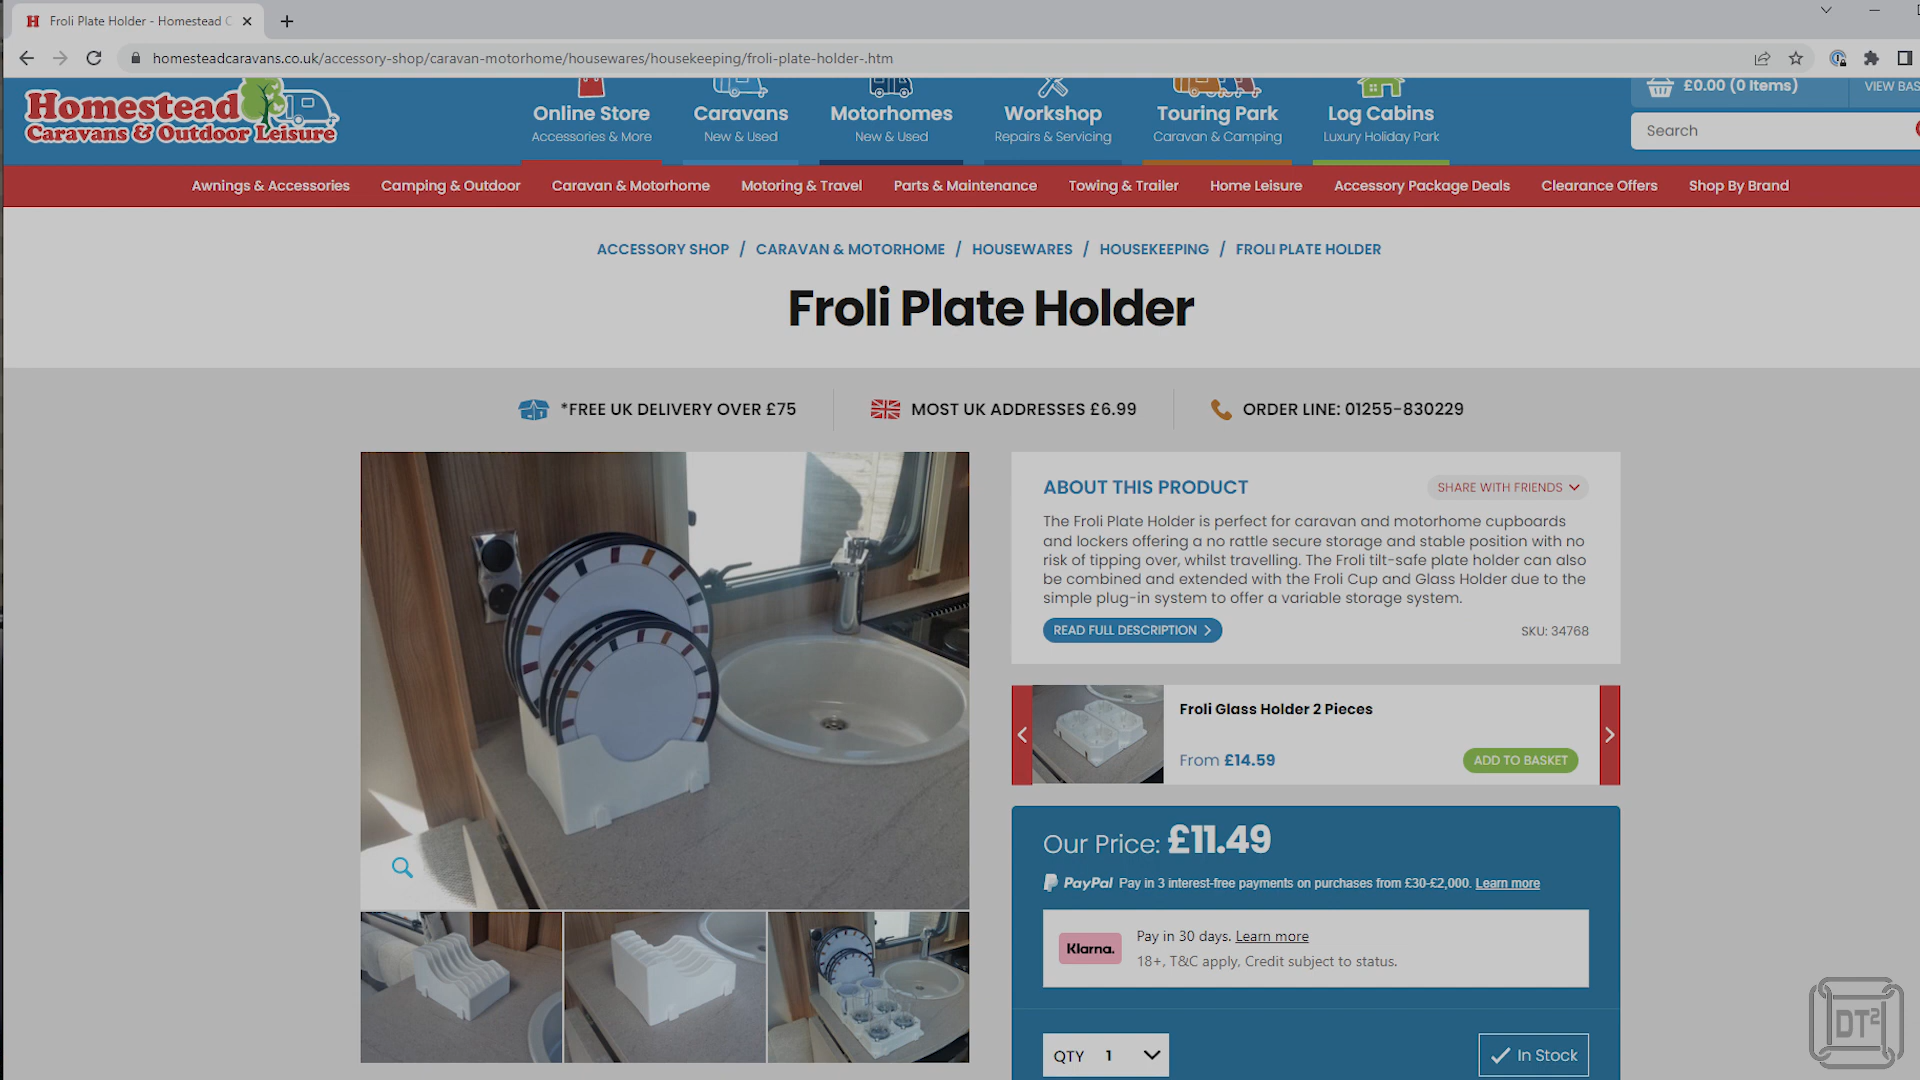 Froli Plate Holder - Homestead C
homesteadcaravans.co.uk/accessory-shop/caravan-motorhome/housewares/housekeeping/froli-plate-holder-.htm
Homestead
Caravans & Outdoor Leisure
Online Store
Accessories & More
Caravans
New & Used
Motorhomes
New & Used
Workshop
Repairs & Servicing
Touring Park
Caravan & Camping
Log Cabins
Luxury Holiday Park
£0.00 (0 Items)
VIEW BAS
Search
Awnings & Accessories
Camping & Outdoor
Caravan & Motorhome
Motoring & Travel
Parts & Maintenance
Towing & Trailer
Home Leisure
Accessory Package Deals
Clearance Offers
Shop By Brand
ACCESSORY SHOP / CARAVAN & MOTORHOME / HOUSEWARES / HOUSEKEEPING / FROLI PLATE HOLDER
Froli Plate Holder
*FREE UK DELIVERY OVER £75
MOST UK ADDRESSES £6.99
ORDER LINE: 01255-830229
ABOUT THIS PRODUCT
SHARE WITH FRIENDS
The Froli Plate Holder is perfect for caravan and motorhome cupboards
and lockers offering a no rattle secure storage and stable position with no
risk of tipping over, whilst travelling. The Froli tilt-safe plate holder can also
be combined and extended with the Froli Cup and Glass Holder due to the
simple plug-in system to offer a variable storage system.
READ FULL DESCRIPTION
SKU: 34768
Froli Glass Holder 2 Pieces
From £14.59
ADD TO BASKET
Our Price: £11.49
PayPal Pay in 3 interest-free payments on purchases from £30-£2,000. Learn more
Klarna.
Pay in 30 days. Learn more
18+, T&C apply, Credit subject to status.
QTY 1
In Stock
DT2